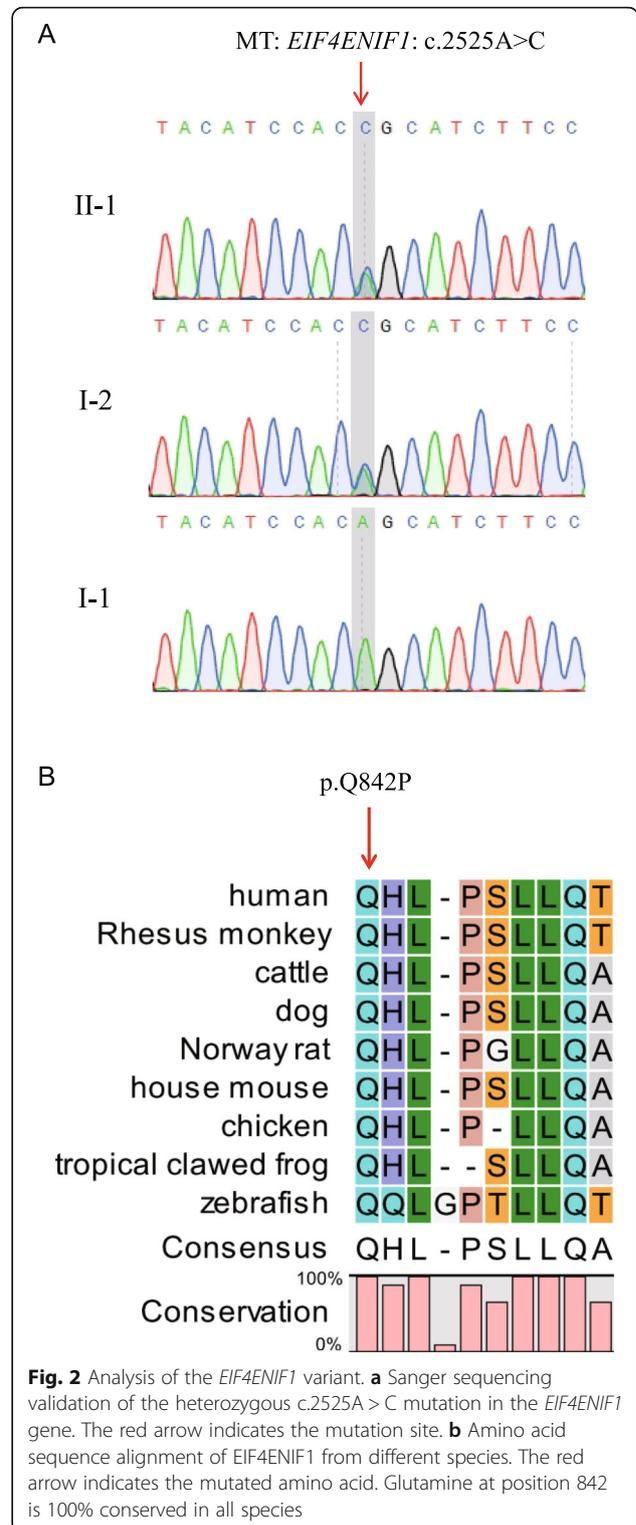 A
MT: EIF4ENIF1: c.2525A>C
T A C A T C C A C C G C A T C T T C C
II-1
T A C A T C C A C C G C A T C T T C C
I-2
T A C A T C C A C A G C A T C T T C C
I-1
B
p.Q842P
human QHL-PSLLQT
Rhesus monkey QHL-PSLLQT
cattle QHL-PSLLQA
dog QHL-PSLLQA
Norway rat QHL-PGLLQA
house mouse QHL-PSLLQA
chicken QHL-P-LLQA
tropical clawed frog QHL--SLLQA
zebrafish QQLGPTLLQT
Consensus QHL-PSLLQA
100%
Conservation
0%
Fig. 2 Analysis of the EIF4ENIF1 variant. a Sanger sequencing
validation of the heterozygous c.2525A > C mutation in the EIF4ENIF1
gene. The red arrow indicates the mutation site. b Amino acid
sequence alignment of EIF4ENIF1 from different species. The red
arrow indicates the mutated amino acid. Glutamine at position 842
is 100% conserved in all species